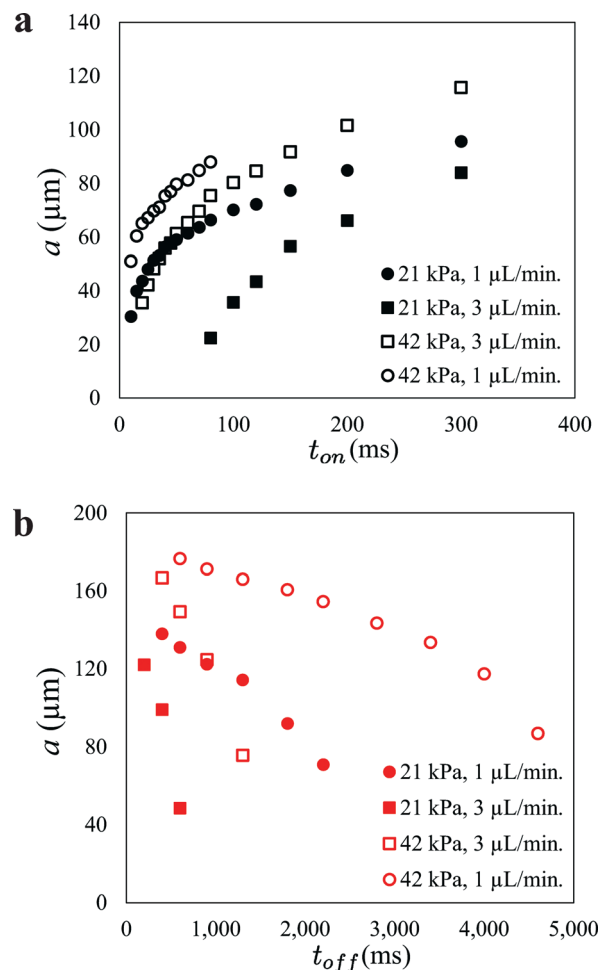 a
140
120
100
80
60
40
20
0
a (µm)
21 kPa, 1 µL/min.
21 kPa, 3 µL/min.
42 kPa, 3 µL/min.
42 kPa, 1 µL/min.
0 100 200 300 400
t_on (ms)
b
200
160
120
80
40
0
a (µm)
21 kPa, 1 µL/min.
21 kPa, 3 µL/min.
42 kPa, 3 µL/min.
42 kPa, 1 µL/min.
0 1,000 2,000 3,000 4,000 5,000
t_off (ms)